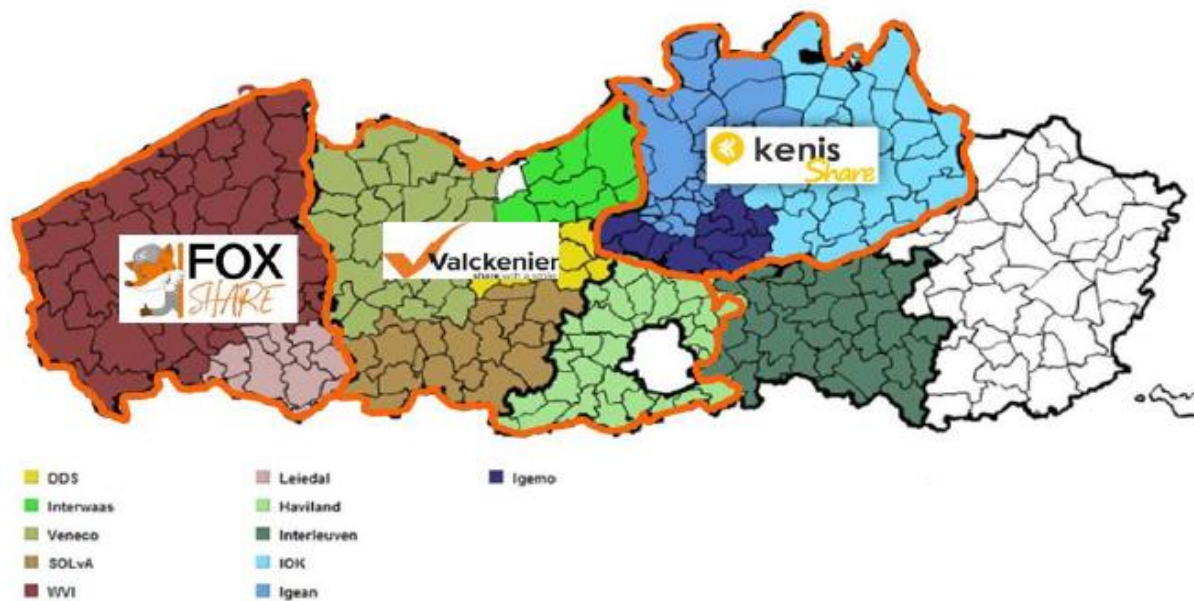 kenis
Share
FOX
SHARE
Valckenier
share with a smile
DDS
Interwaas
Veneco
SOLvA
WVI
Leiedal
Haviland
Interleuven
IOK
Igean
Igemo